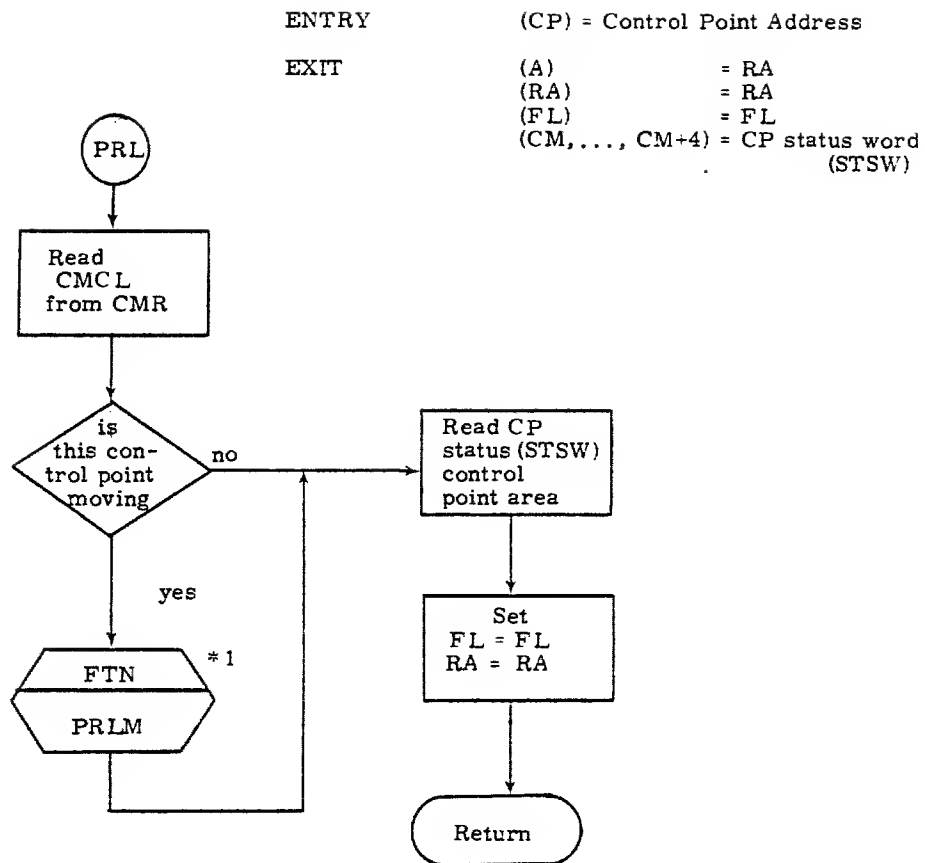 ENTRY (CP) = Control Point Address
EXIT (A) = RA
(RA) = RA
(FL) = FL
(CM,..., CM+4) = CP status word
(STSW)
PRL
Read
CMCL
from CMR
is
this con-
trol point
moving
no
yes
FTN
*1
PRLM
Read CP
status (STSW)
control
point area
Set
FL = FL
RA = RA
Return